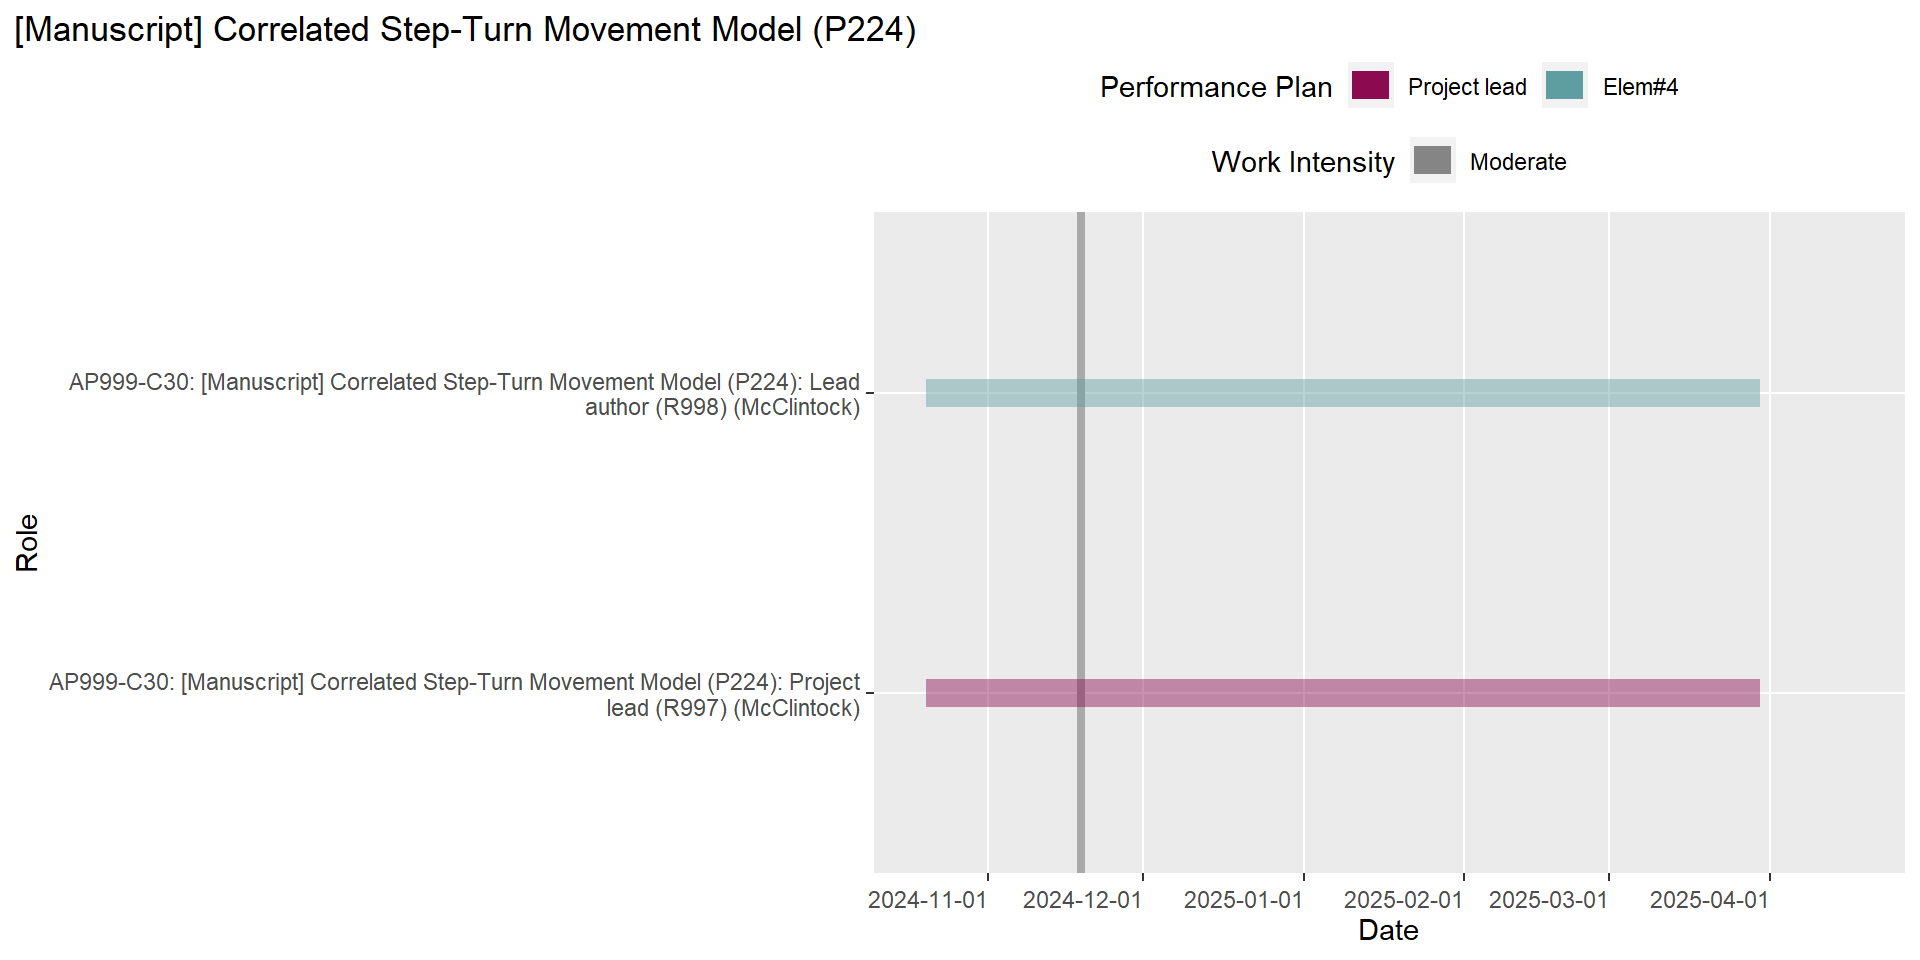 [Manuscript] Correlated Step-Turn Movement Model (P224)
Performance Plan Project lead Elem#4
Work Intensity Moderate
AP999-C30: [Manuscript] Correlated Step-Turn Movement Model (P224): Lead
author (R998) (McClintock)
Role
AP999-C30: [Manuscript] Correlated Step-Turn Movement Model (P224): Project
lead (R997) (McClintock)
2024-11-01 2024-12-01 2025-01-01 2025-02-01 2025-03-01 2025-04-01
Date